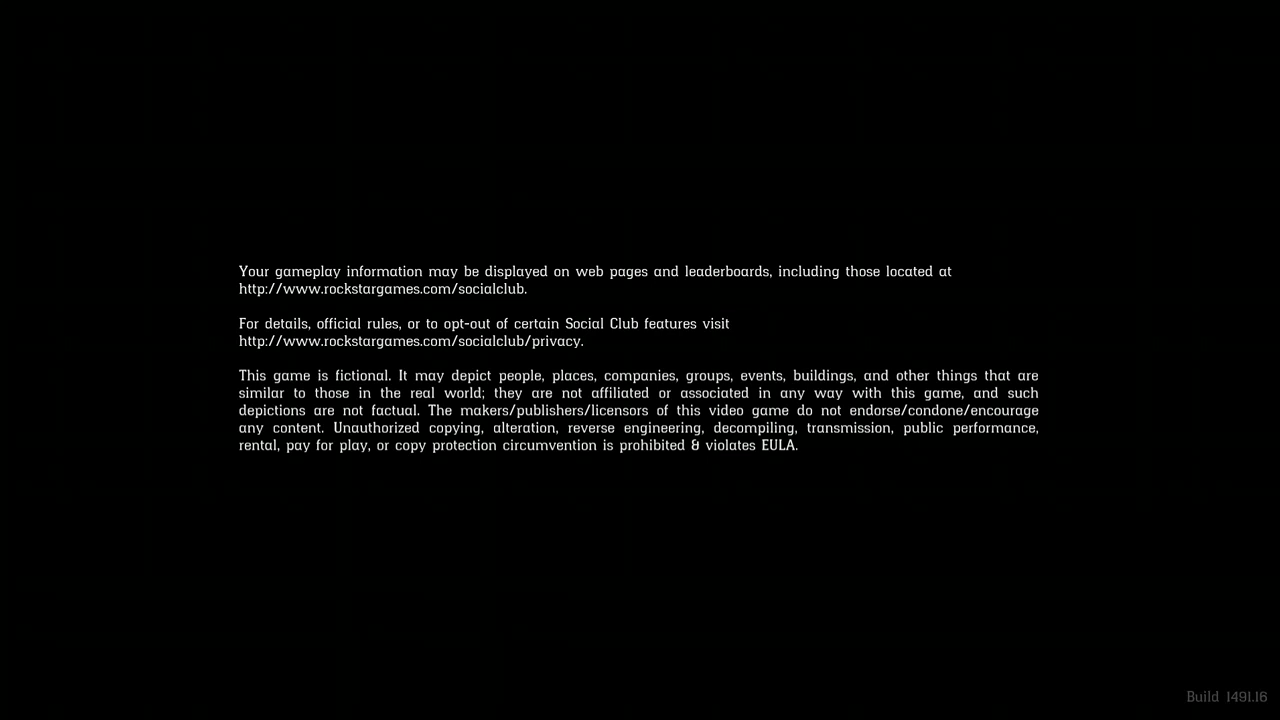 Your gameplay information may be displayed on web pages and leaderboards, including those located at
http://www.rockstargames.com/socialclub.
For details, official rules, or to opt-out of certain Social Club features visit
http://www.rockstargames.com/socialclub/privacy.
This game is fictional. It may depict people, places, companies, groups, events, buildings, and other things that are
similar to those in the real world; they are not affiliated or associated in any way with this game, and such
depictions are not factual. The makers/publishers/licensors of this video game do not endorse/condone/encourage
any content. Unauthorized copying, alteration, reverse engineering, decompiling, transmission, public performance,
rental, pay for play, or copy protection circumvention is prohibited & violates EULA.
Build 1491.16